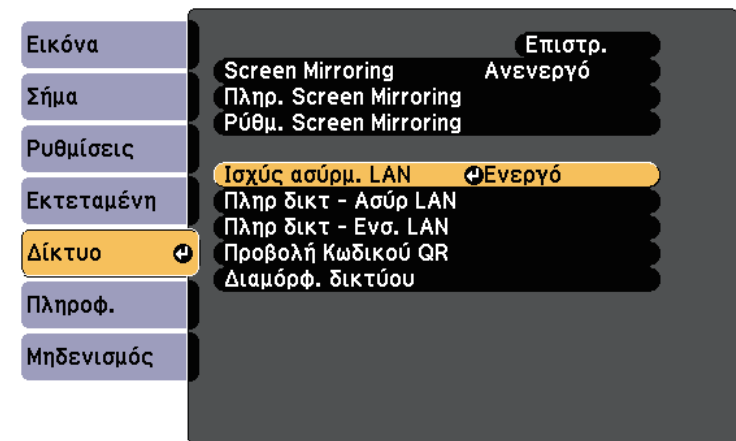 Εικόνα
Σήμα
Ρυθμίσεις
Εκτεταμένη
Δίκτυο
Πληροφ.
Μηδενισμός
Επιστρ.
Screen Mirroring Ανενεργό
Πληρ. Screen Mirroring
Ρύθμ. Screen Mirroring
Ισχύς ασύρμ. LAN Ενεργό
Πληρ δικτ - Ασύρ LAN
Πληρ δικτ - Ενσ. LAN
Προβολή Κωδικού QR
Διαμόρφ. δικτύου